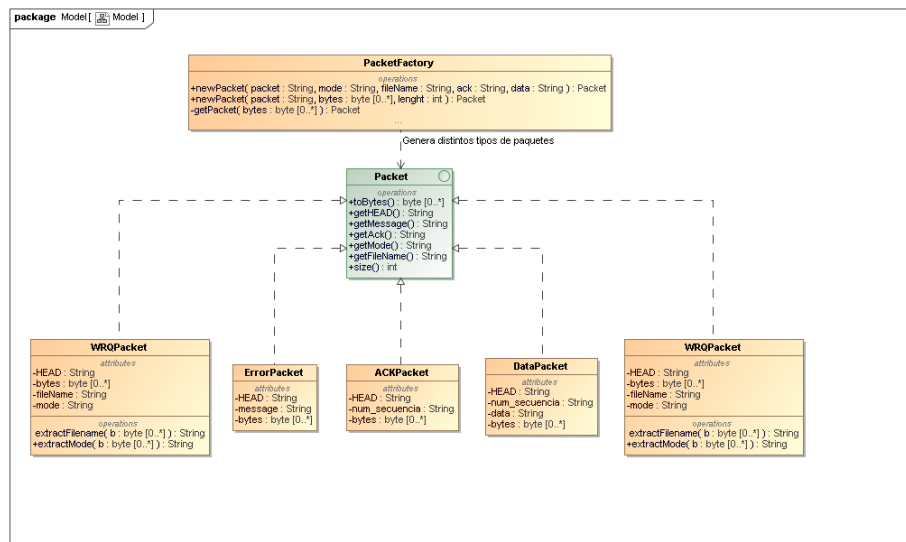 package Model[ Model ]
PacketFactory
operations
+newPacket( packet : String, mode : String, fileName : String, ack : String, data : String ) : Packet
+newPacket( packet : String, bytes : byte [0..*], lenght : int ) : Packet
-getPacket( bytes : byte [0..*] ) : Packet
...
Genera distintos tipos de paquetes
Packet
operations
+toBytes() : byte [0..*]
+getHEAD() : String
+getMessage() : String
+getAck() : String
+getMode() : String
+getFileName() : String
+size() : int
WRQPacket
attributes
-HEAD : String
-bytes : byte [0..*]
-fileName : String
-mode : String
operations
extractFilename( b : byte [0..*] ) : String
+extractMode( b : byte [0..*] ) : String
ErrorPacket
attributes
-HEAD : String
-message : String
-bytes : byte [0..*]
ACKPacket
attributes
-HEAD : String
-num_secuencia : String
-bytes : byte [0..*]
DataPacket
attributes
-HEAD : String
-num_secuencia : String
-data : String
-bytes : byte [0..*]
WRQPacket
attributes
-HEAD : String
-bytes : byte [0..*]
-fileName : String
-mode : String
operations
extractFilename( b : byte [0..*] ) : String
+extractMode( b : byte [0..*] ) : String